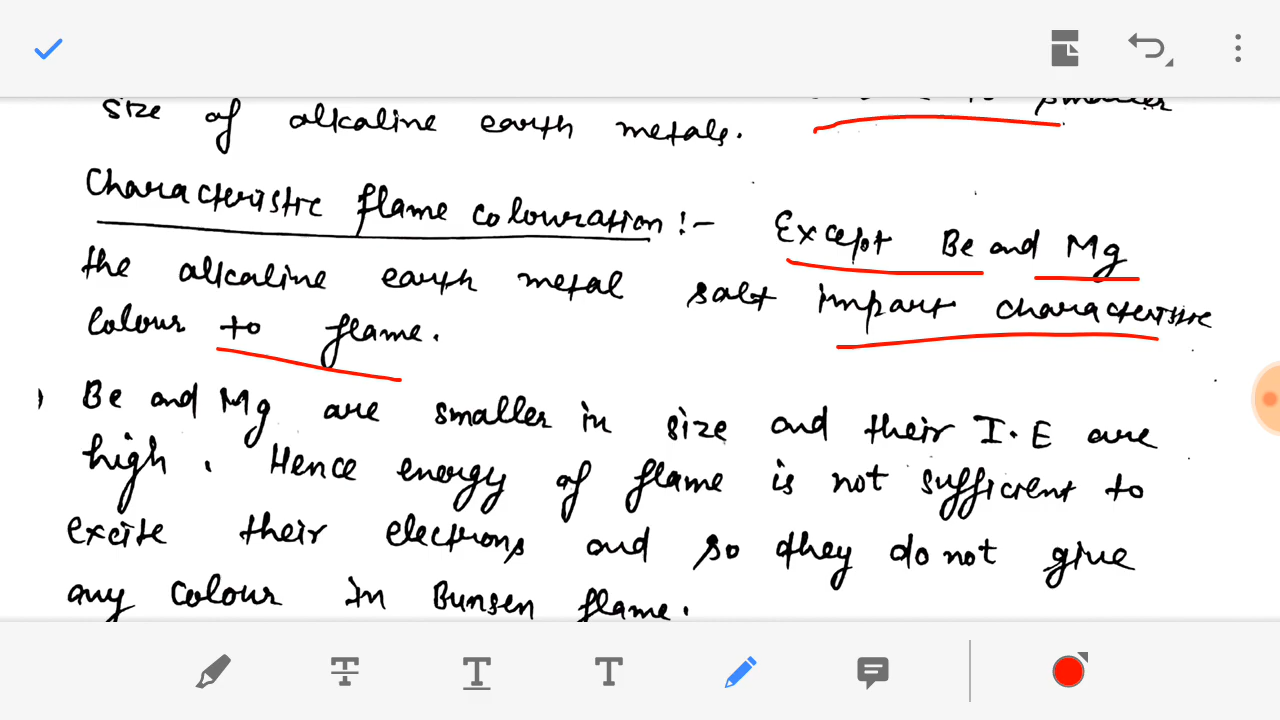 smaller
size of alkaline earth metals.
Characteristic flame colouration :- Except Be and Mg
the alkaline earth metal salt impart characteristic
colour to flame.
Be and Mg are smaller in size and their I.E are
high. Hence energy of flame is not sufficient to
excite their electrons and so they do not give
any colour in Bunsen flame.
T T T